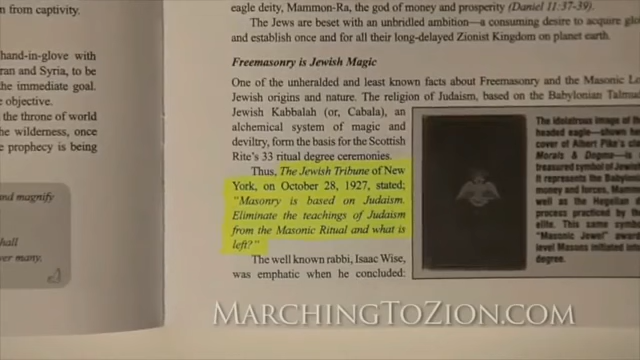 from captivity.
hand-in-glove with
ran and Syria, to be
the immediate goal.
objective.
the throne of world
he wilderness, once
prophecy is being
nd magnify
hall
ver many.
eagle deity, Mammon-Ra, the god of money and prosperity (Daniel 11:37-39).
The Jews are beset with an unbridled ambition—a consuming desire to acquire glo
and establish once and for all their long-delayed Zionist Kingdom on planet earth.
Freemasonry is Jewish Magic
One of the unheralded and least known facts about Freemasonry and the Masonic Lo
Jewish origins and nature. The religion of Judaism, based on the Babylonian Talmu
Jewish Kabbalah (or, Cabala), an
alchemical system of magic and
deviltry, form the basis for the Scottish
Rite's 33 ritual degree ceremonies.
Thus, The Jewish Tribune of New
York, on October 28, 1927, stated;
"Masonry is based on Judaism.
Eliminate the teachings of Judaism
from the Masonic Ritual and what is
left?"
The well known rabbi, Isaac Wise,
was emphatic when he concluded:
The idolatrous image of th
headed eagle—shown
cover of Albert Pike's cl
Morals & Dogma—is
treasured symbol of Jewis
It represents the Babylon
money and forces, Mamm
well as the Hegelian
process practiced by
elite. This same symbo
"Masonic Jewel" award
level Masons initiated
degree.
MARCHINGTOZION.COM